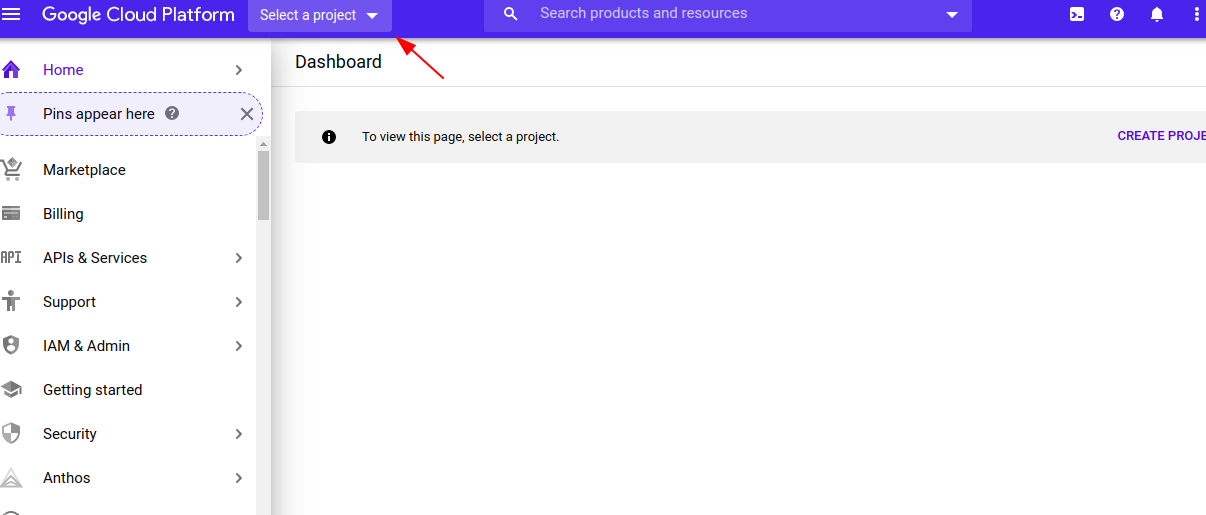 Google Cloud Platform
Select a project
Search products and resources
Home
Pins appear here
Marketplace
Billing
API APIs & Services
Support
IAM & Admin
Getting started
Security
Anthos
Dashboard
To view this page, select a project.
CREATE PROJE